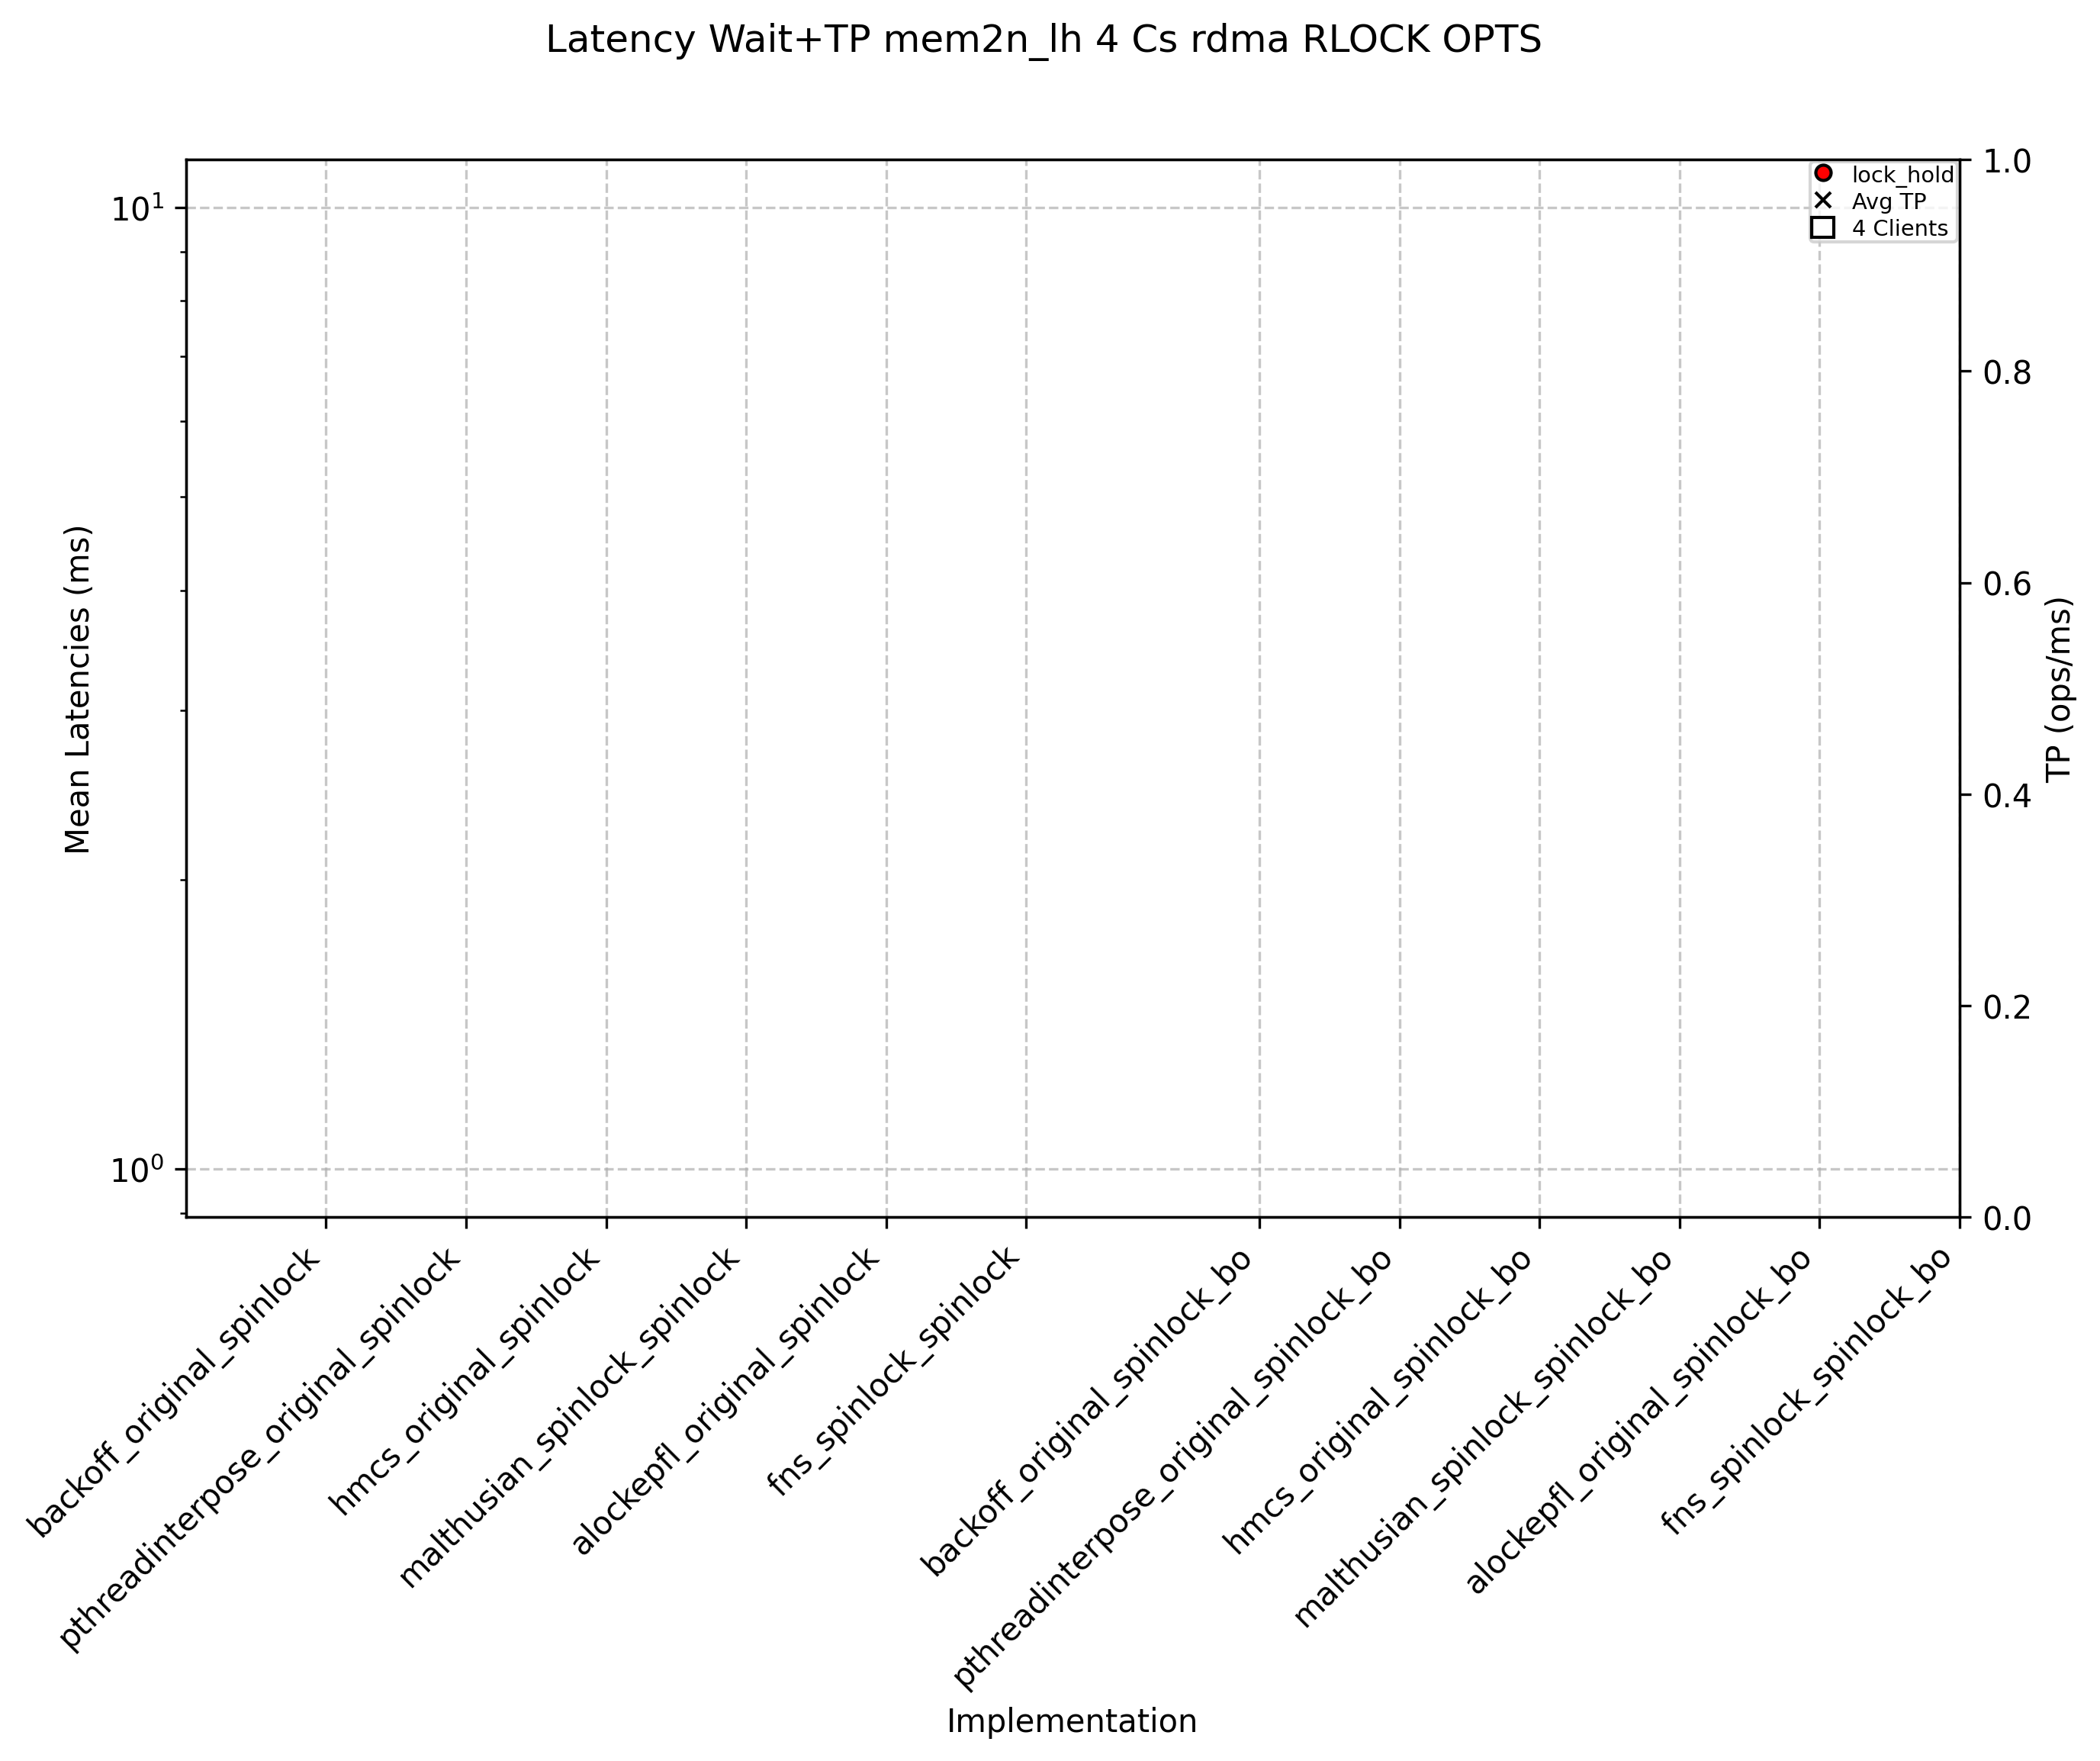 Latency Wait+TP mem2n_lh 4 Cs rdma RLOCK OPTS
lock_hold
Avg TP
4 Clients
10¹
10⁰
Mean Latencies (ms)
1.0
0.8
0.6
0.4
0.2
0.0
TP (ops/ms)
backoff_original_spinlock
pthreadinterpose_original_spinlock
hmcs_original_spinlock
malthusian_spinlock_spinlock
alockepfl_original_spinlock
fns_spinlock_spinlock
backoff_original_spinlock_bo
pthreadinterpose_original_spinlock_bo
hmcs_original_spinlock_bo
malthusian_spinlock_spinlock_bo
alockepfl_original_spinlock_bo
fns_spinlock_spinlock_bo
Implementation